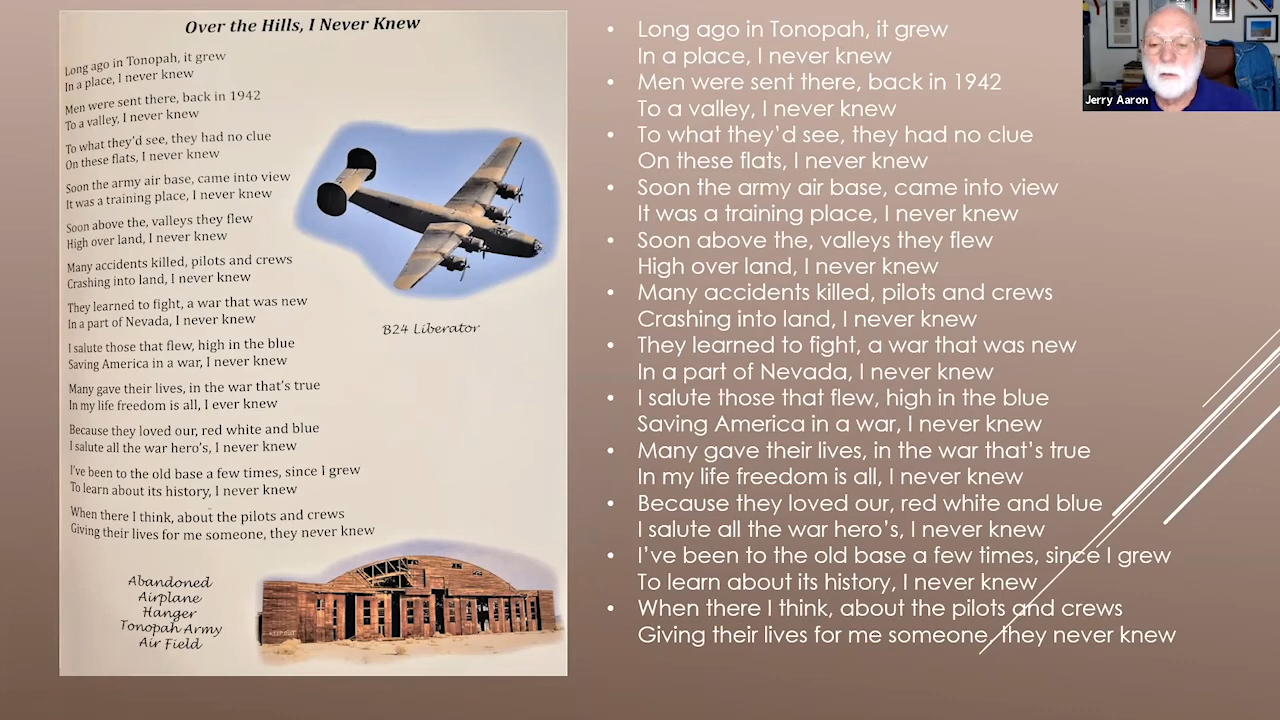 Over the Hills, I Never Knew
Long ago in Tonopah, it grew
In a place, I never knew
Men were sent there, back in 1942
To a valley, I never knew
To what they'd see, they had no clue
On these flats, I never knew
Soon the army air base, came into view
It was a training place, I never knew
Soon above the, valleys they flew
High over land, I never knew
Many accidents killed, pilots and crews
Crashing into land, I never knew
They learned to fight, a war that was new
In a part of Nevada, I never knew
I salute those that flew, high in the blue
Saving America in a war, I never knew
Many gave their lives, in the war that's true
In my life freedom is all, I ever knew
Because they loved our, red white and blue
I salute all the war hero's, I never knew
I've been to the old base a few times, since I grew
To learn about its history, I never knew
When there I think, about the pilots and crews
Giving their lives for me someone, they never knew
B24 Liberator
Abandoned
Airplane
Hanger
Tonopah Army
Air Field
KEEP OUT
• Long ago in Tonopah, it grew
In a place, I never knew
• Men were sent there, back in 1942
To a valley, I never knew
• To what they'd see, they had no clue
On these flats, I never knew
• Soon the army air base, came into view
It was a training place, I never knew
• Soon above the, valleys they flew
High over land, I never knew
• Many accidents killed, pilots and crews
Crashing into land, I never knew
• They learned to fight, a war that was new
In a part of Nevada, I never knew
• I salute those that flew, high in the blue
Saving America in a war, I never knew
• Many gave their lives, in the war that's true
In my life freedom is all, I never knew
• Because they loved our, red white and blue
I salute all the war hero's, I never knew
• I've been to the old base a few times, since I grew
To learn about its history, I never knew
• When there I think, about the pilots and crews
Giving their lives for me someone, they never knew
Jerry Aaron